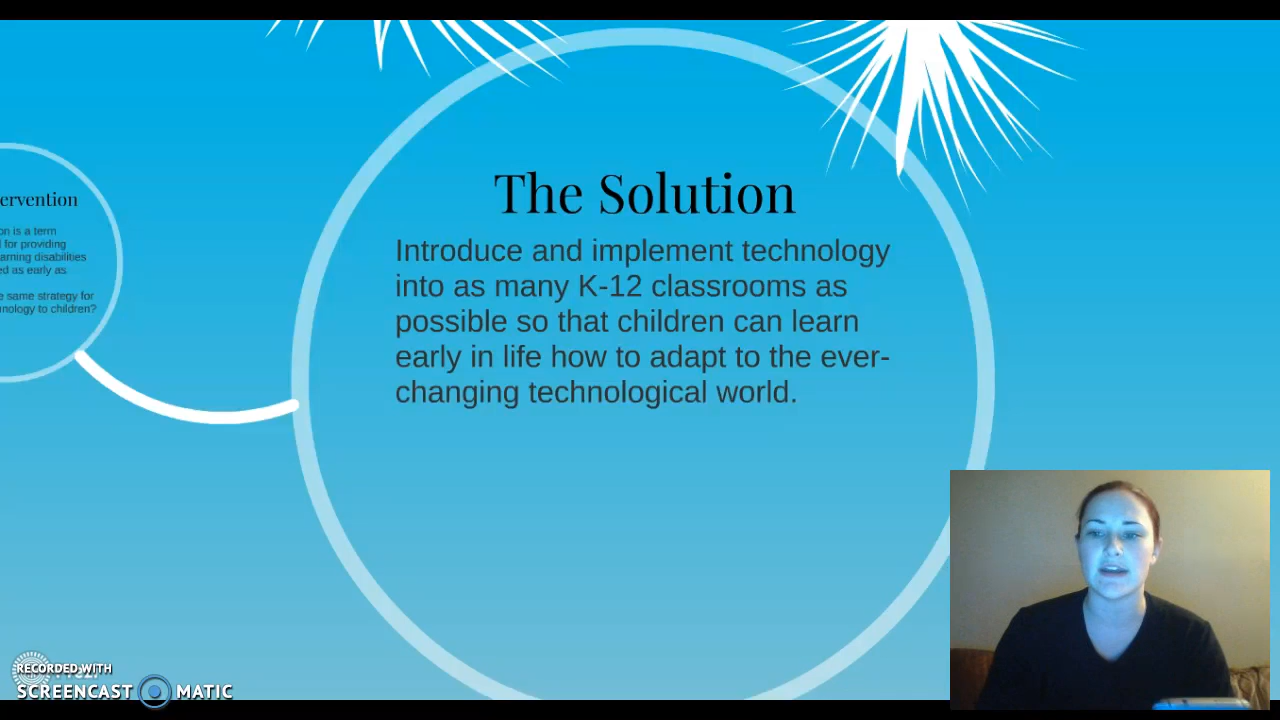 The Solution
Introduce and implement technology
into as many K-12 classrooms as
possible so that children can learn
early in life how to adapt to the ever-
changing technological world.
ervention
on is a term
for providing
arning disabilities
ed as early as
e same strategy for
nology to children?
RECORDED WITH
SCREENCAST MATIC